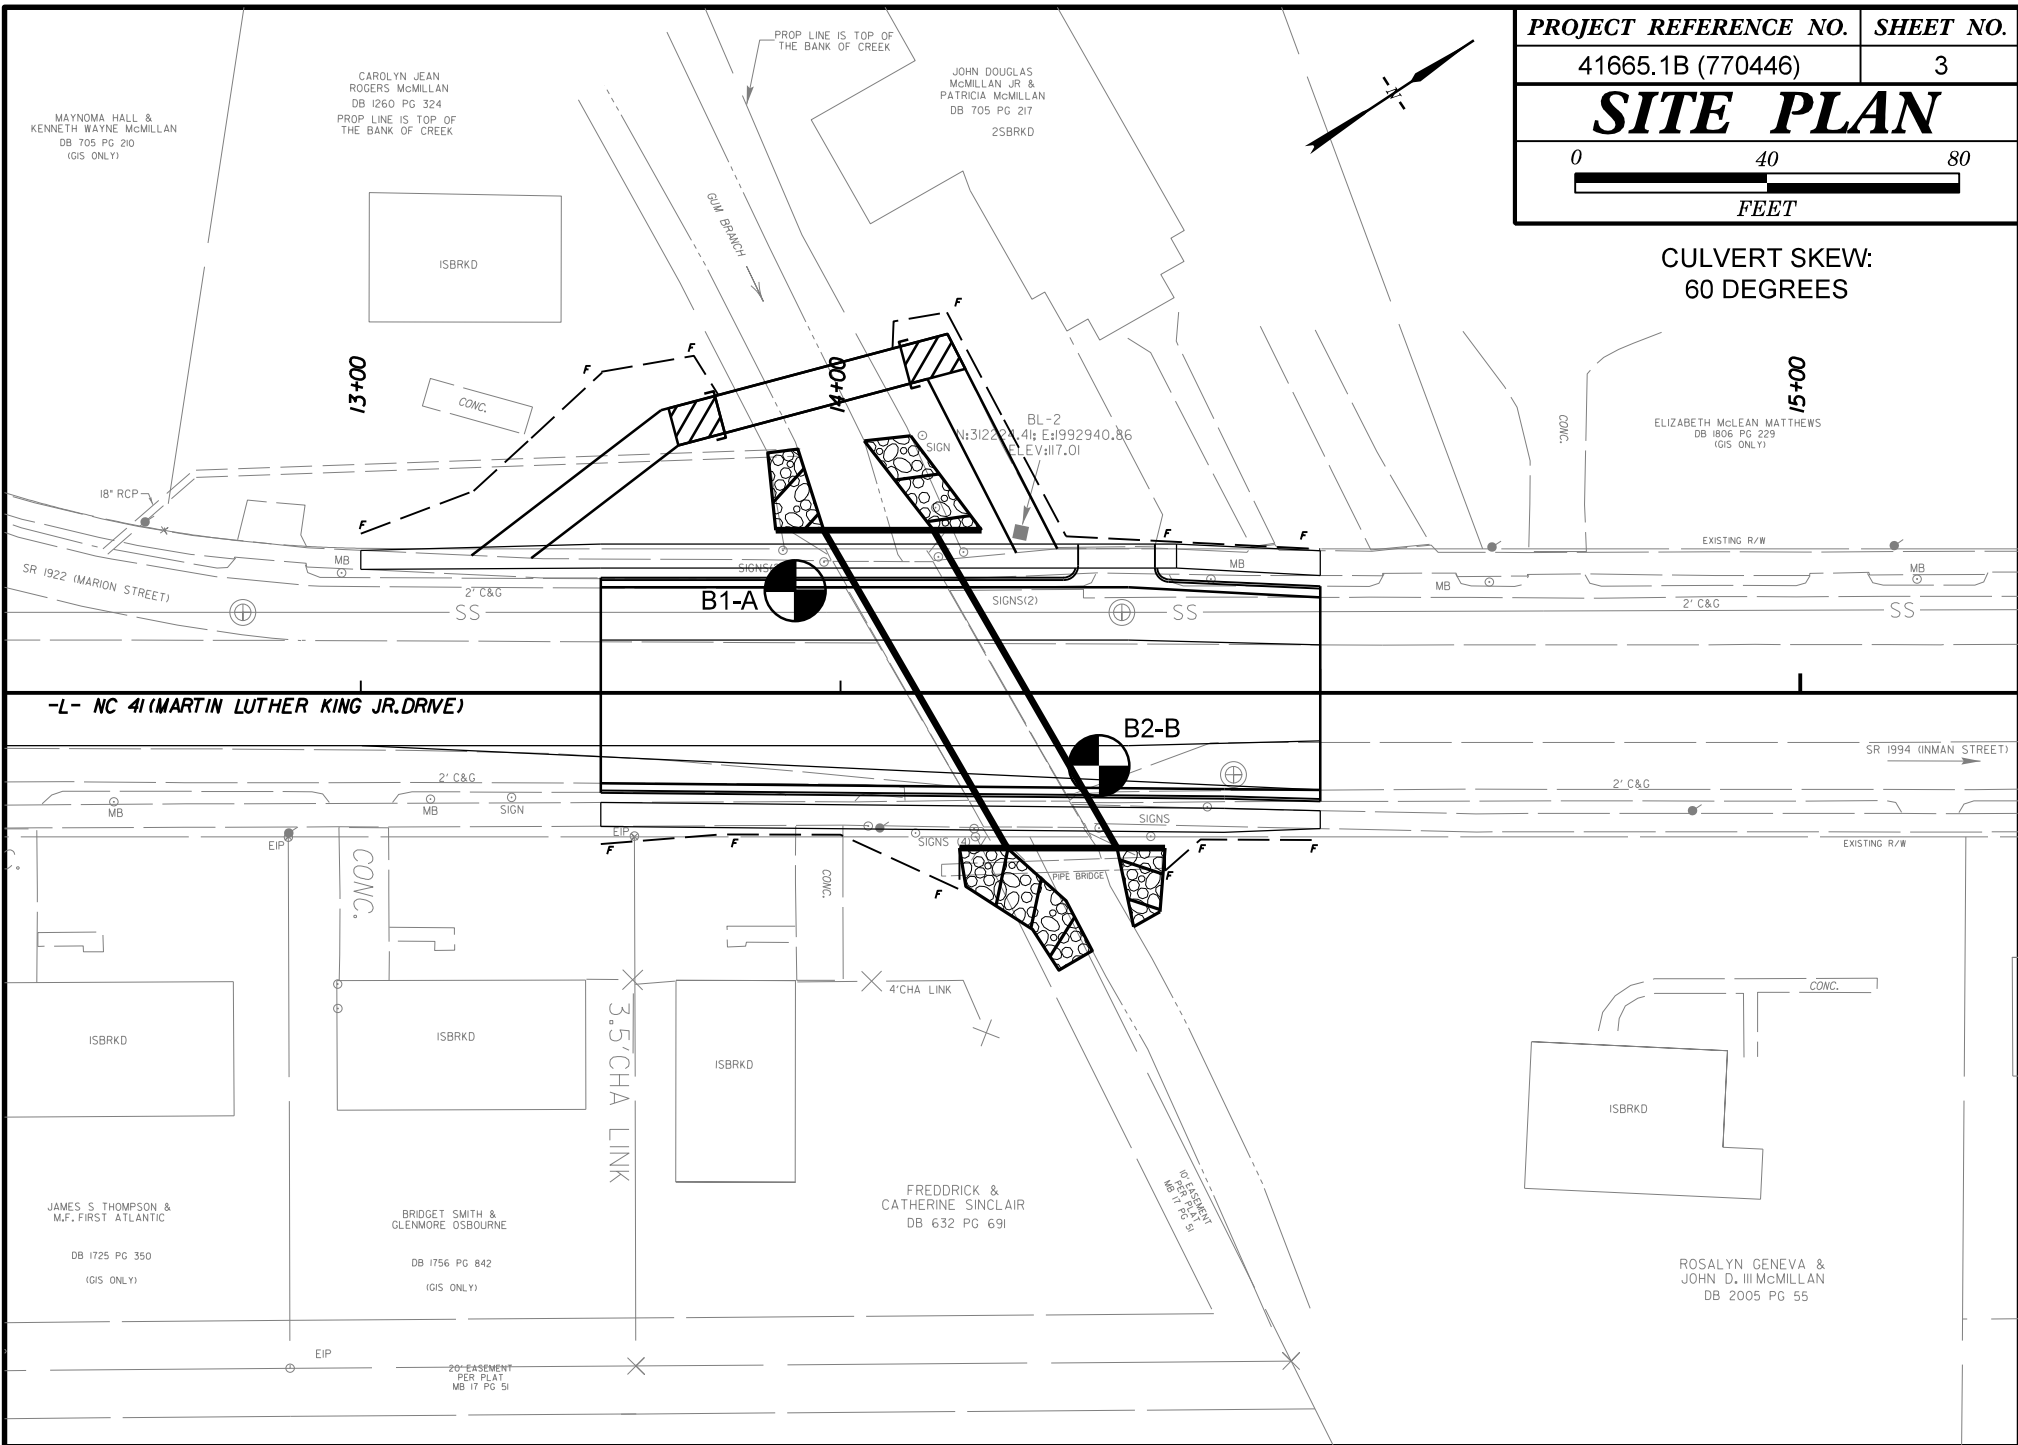 PROJECT REFERENCE NO.
SHEET NO.
41665.1B (770446)
3
SITE PLAN
0 40 80
FEET
CULVERT SKEW:
60 DEGREES
PROP LINE IS TOP OF
THE BANK OF CREEK
CAROLYN JEAN
ROGERS McMILLAN
DB 1260 PG 324
PROP LINE IS TOP OF
THE BANK OF CREEK
JOHN DOUGLAS
McMILLAN JR &
PATRICIA McMILLAN
DB 705 PG 217
2SBRKD
MAYNOMA HALL &
KENNETH WAYNE McMILLAN
DB 705 PG 210
(GIS ONLY)
GUM BRANCH
1SBRKD
F
F
F
F
13+00
14+00
15+00
CONC.
BL-2
N:312224.41; E:1992940.86
ELEV:117.01
SIGN
CONC.
ELIZABETH McLEAN MATTHEWS
DB 1806 PG 229
(GIS ONLY)
18" RCP
F
F
EXISTING R/W
MB
SIGNS(2)
MB
MB
MB
SR 1922 (MARION STREET)
2' C&G
SS
B1-A
SIGNS(2)
SS
2' C&G
SS
-L- NC 41 (MARTIN LUTHER KING JR. DRIVE)
B2-B
SR 1994 (INMAN STREET)
2' C&G
2' C&G
MB
MB
SIGN
SIGNS
EIP
EIP
F
F
SIGNS (4)
F
F
EXISTING R/W
C.
CONC.
CONC.
PIPE BRIDGE
F
F
4'CHA LINK
CONC.
3.5'CHA LINK
1SBRKD
1SBRKD
1SBRKD
1SBRKD
10' EASEMENT
PER PLAT
MB 17 PG 51
JAMES S THOMPSON &
M.F. FIRST ATLANTIC
DB 1725 PG 350
(GIS ONLY)
BRIDGET SMITH &
GLENMORE OSBOURNE
DB 1756 PG 842
(GIS ONLY)
FREDDRICK &
CATHERINE SINCLAIR
DB 632 PG 691
ROSALYN GENEVA &
JOHN D. III McMILLAN
DB 2005 PG 55
EIP
20' EASEMENT
PER PLAT
MB 17 PG 51